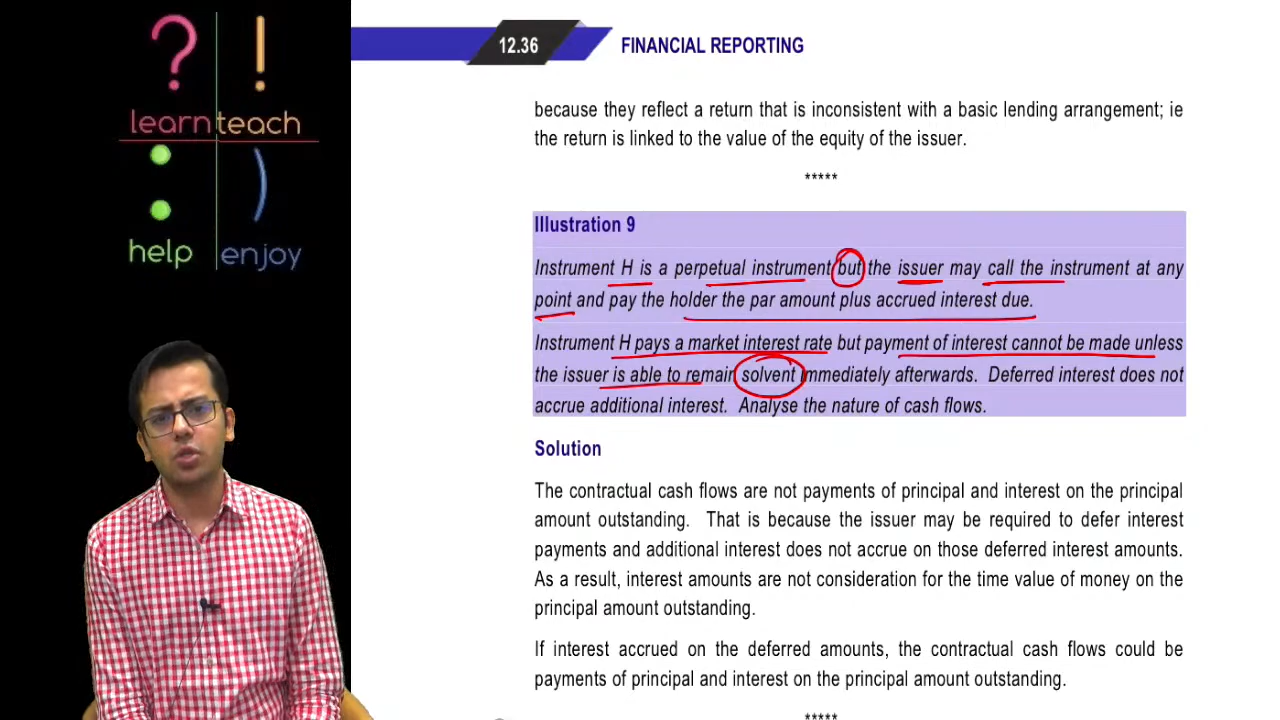 ? !
learn teach
: )
help enjoy
12.36 FINANCIAL REPORTING
because they reflect a return that is inconsistent with a basic lending arrangement; ie
the return is linked to the value of the equity of the issuer.
*****
Illustration 9
Instrument H is a perpetual instrument but the issuer may call the instrument at any
point and pay the holder the par amount plus accrued interest due.
Instrument H pays a market interest rate but payment of interest cannot be made unless
the issuer is able to remain solvent immediately afterwards. Deferred interest does not
accrue additional interest. Analyse the nature of cash flows.
Solution
The contractual cash flows are not payments of principal and interest on the principal
amount outstanding. That is because the issuer may be required to defer interest
payments and additional interest does not accrue on those deferred interest amounts.
As a result, interest amounts are not consideration for the time value of money on the
principal amount outstanding.
If interest accrued on the deferred amounts, the contractual cash flows could be
payments of principal and interest on the principal amount outstanding.
*****